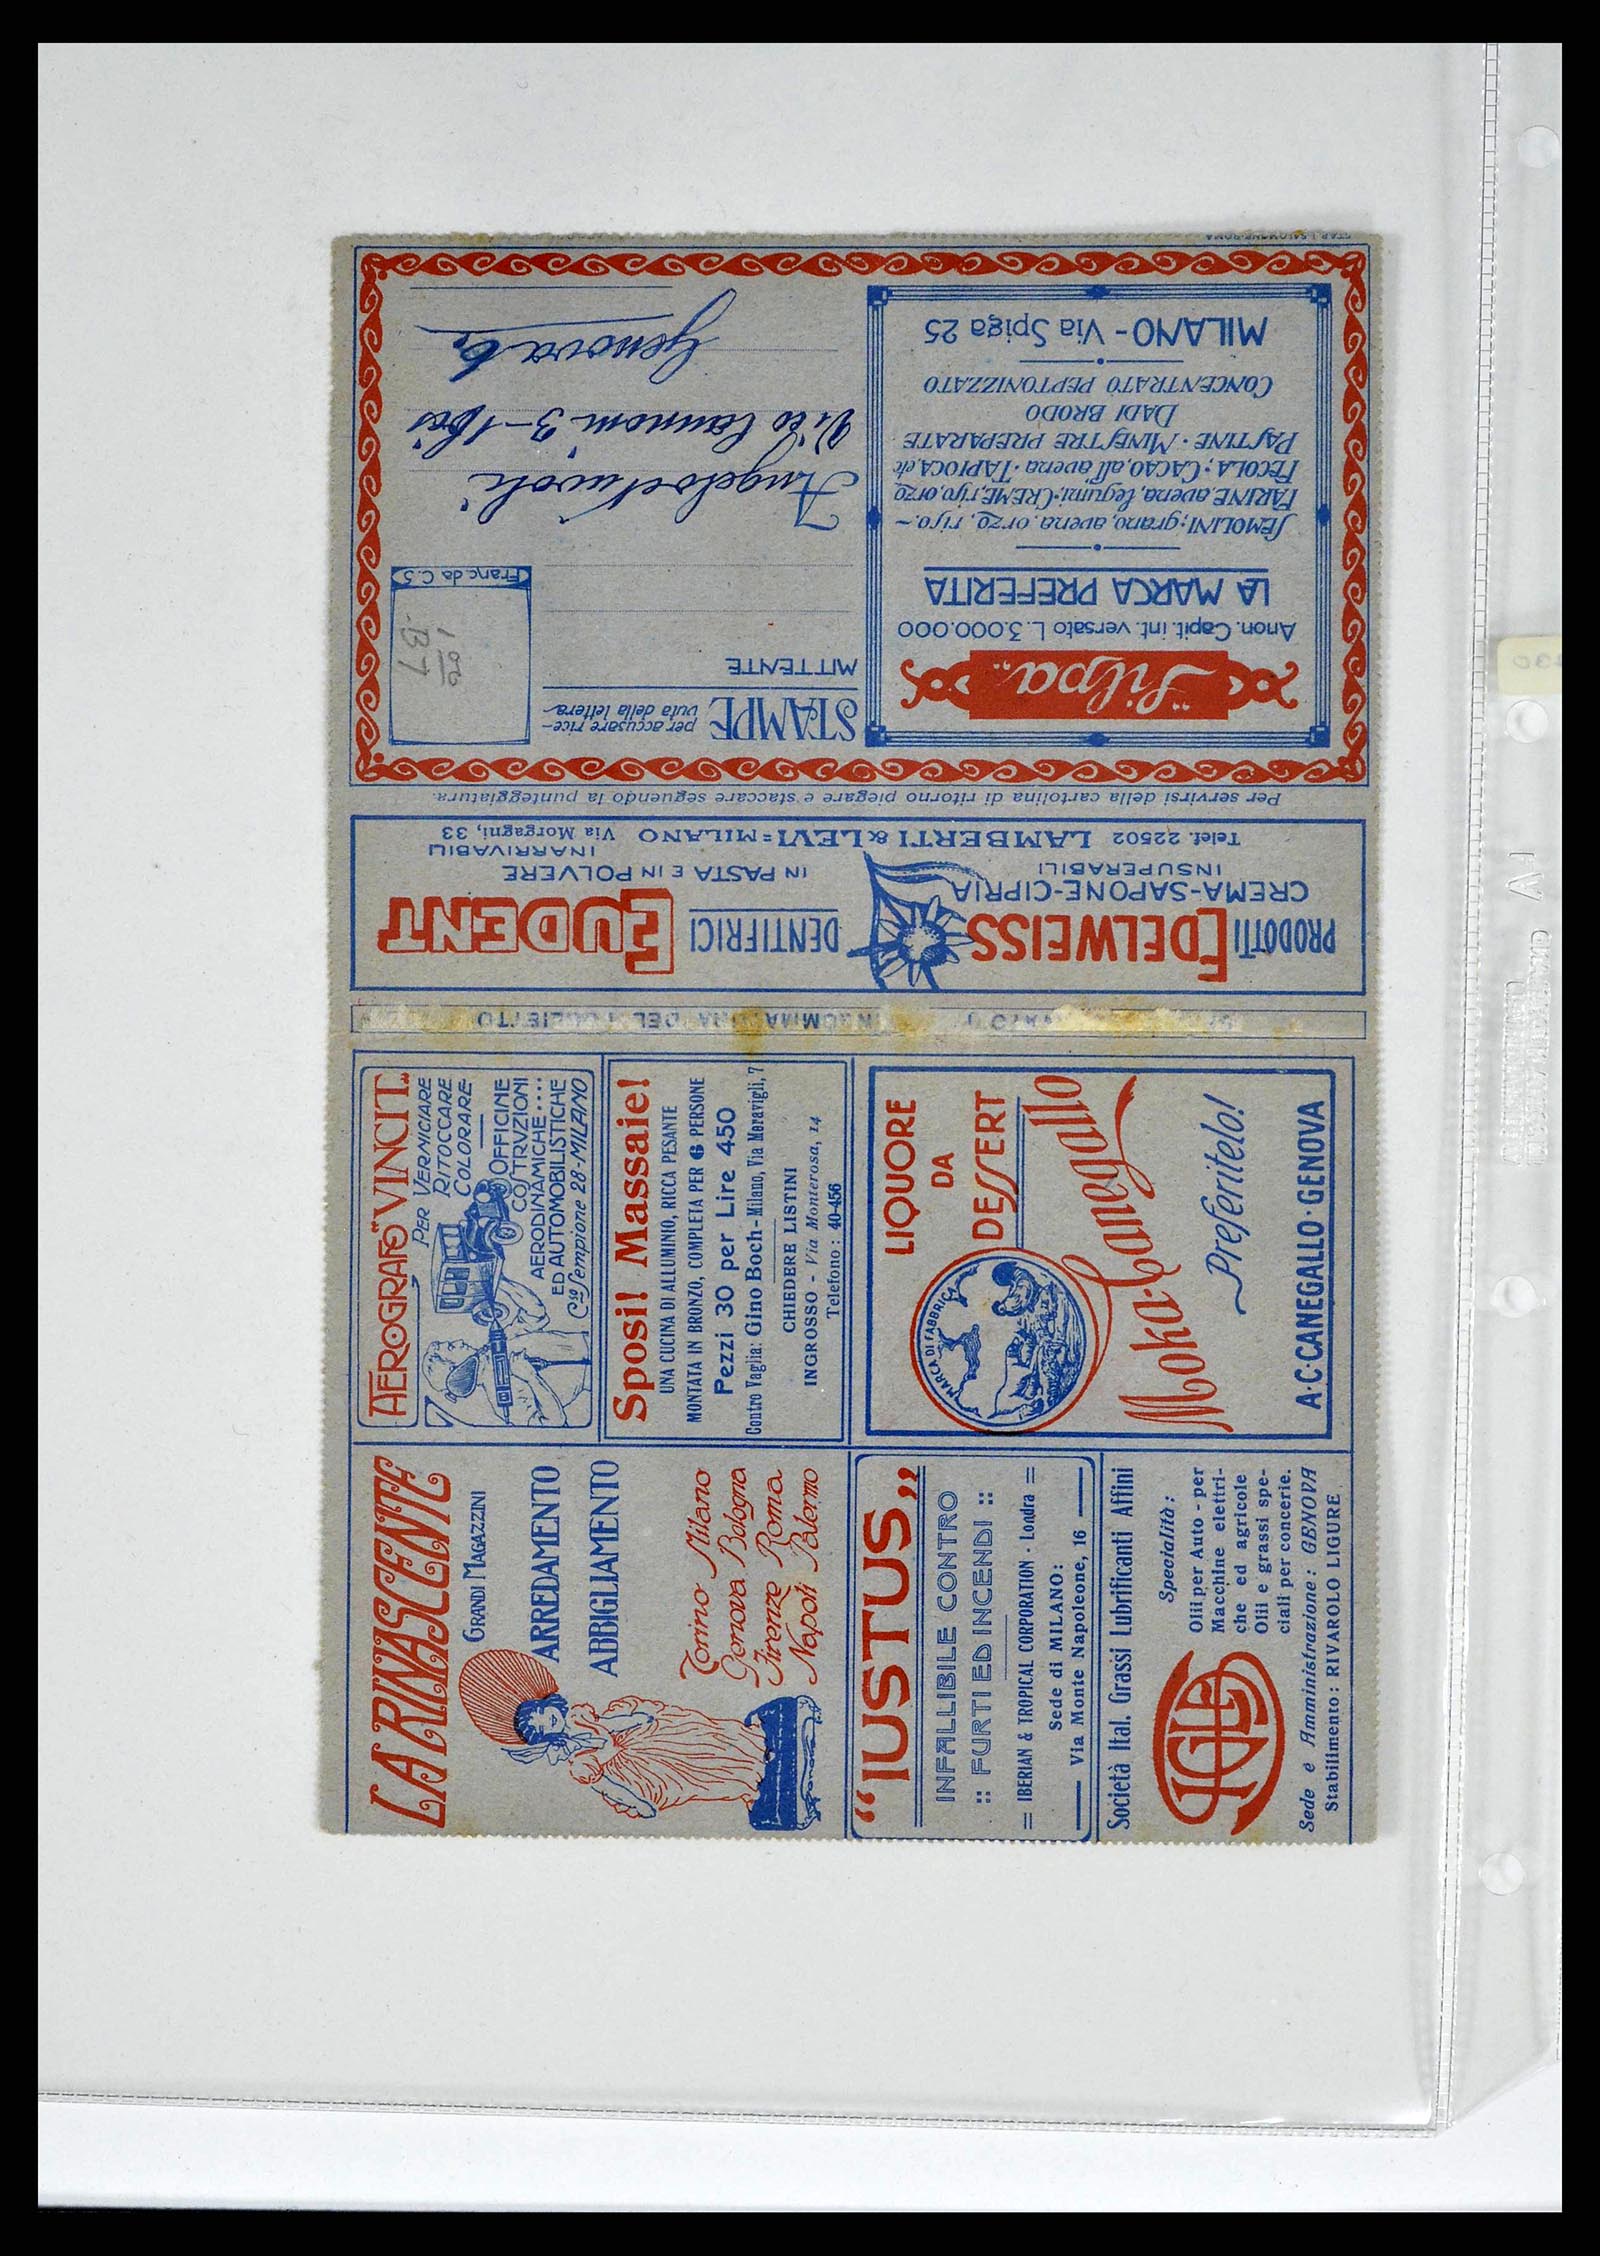 MILANO - Via Spiga 25
CONCENTRATO PEPTONIZZATO
DADI BRODO
PASTINE · MINESTRE PREPARATE
FECOLA · CACAO, all'avena · TAPIOCA, etc
FARINE, avena, legumi; CREME, riso, orzo
SEMOLINI; grano, avena, orzo, riso. ~
LA MARCA PREFERITA
Anon. Capit. int. versato L. 3.000.000
"Silpa"
STAMPE
per accusare rice-
vuta della lettera
MITTENTE
Franc. da C. 5
Angelo
Vico 3-1 bis
Genova 6
B7
Per servirsi della cartolina di ritorno piegare e staccare seguendo la punteggiatura.
PRODOTTI EDELWEISS
CREMA-SAPONE-CIPRIA
INSUPERABILI
DENTIFRICI EUDENT
IN PASTA E IN POLVERE
INARRIVABILI
Telef. 22502 LAMBERTI & LEVI = MILANO Via Morgagni, 33
DEL FOGLIETTO
AEROGRAFO "VINCIT"
PER VERNICIARE
RITOCCARE
COLORARE
OFFICINE
COSTRVZIONI
AERODINAMICHE....
ED AUTOMOBILISTICHE
Cso Sempione 28 - MILANO
Sposi! Massaie!
UNA CUCINA DI ALLUMINIO, RICCA PESANTE
MONTATA IN BRONZO, COMPLETA PER 6 PERSONE
Pezzi 30 per Lire 450
Contro Vaglia: Gino Boch - Milano, Via Meravigli, 7
CHIEDERE LISTINI
INGROSSO - Via Monterosa, 14
Telefono: 40-456
LIQUORE
DA
DESSERT
MARCA DI FABBRICA
Moka-Canegallo
Preferitelo!
A·C·CANEGALLO·GENOVA
LA RINASCENTE
GRANDI MAGAZZINI
ARREDAMENTO
ABBIGLIAMENTO
Torino Milano
Genova Bologna
Firenze Roma
Napoli Palermo
"IUSTUS"
INFALLIBILE CONTRO
:: FURTI ED INCENDI ::
= IBERIAN & TROPICAL CORPORATION - Londra =
Sede di MILANO:
Via Monte Napoleone, 16
Società Ital. Grassi Lubrificanti Affini
Specialità:
Olii per Auto - per
Macchine elettri-
che ed agricole
Olii e grassi spe-
ciali per concerie.
Sede e Amministrazione: GENOVA
Stabilimento: RIVAROLO LIGURE